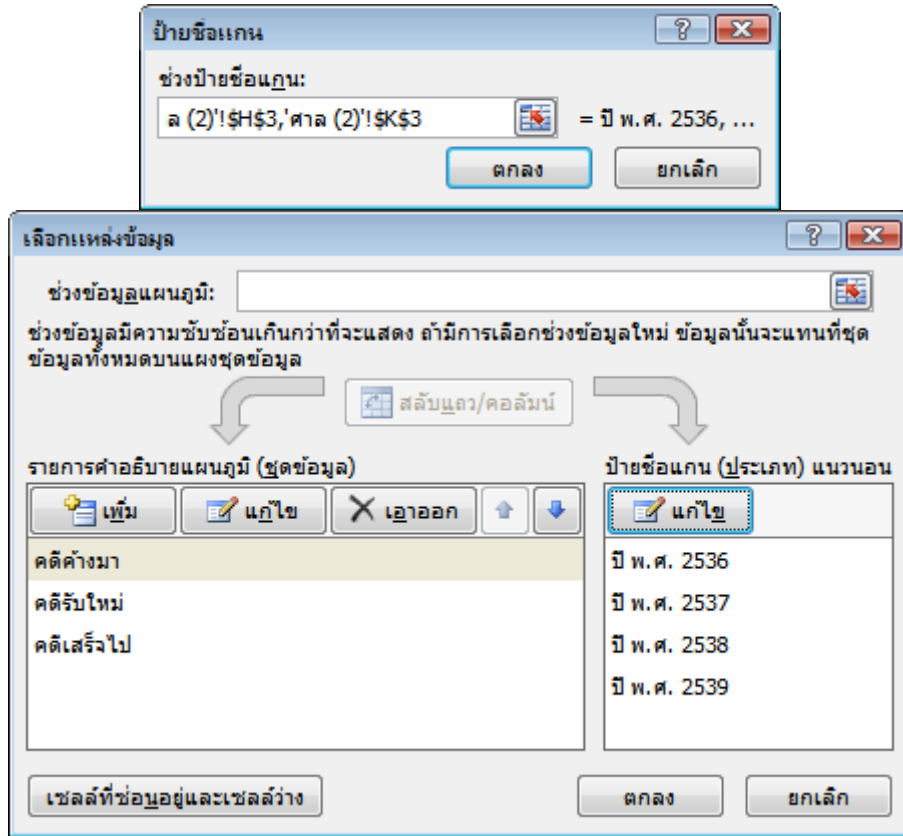 ป้ายชื่อแกน
ช่วงป้ายชื่อแกน:
ล (2)'!$H$3,'ศาล (2)'!$K$3 = ปี พ.ศ. 2536, ...
ตกลง ยกเลิก
เลือกแหล่งข้อมูล
ช่วงข้อมูลแผนภูมิ:
ช่วงข้อมูลมีความซับซ้อนเกินกว่าที่จะแสดง ถ้ามีการเลือกช่วงข้อมูลใหม่ ข้อมูลนั้นจะแทนที่ชุด
ข้อมูลทั้งหมดบนแผงชุดข้อมูล
สลับแถว/คอลัมน์
รายการคำอธิบายแผนภูมิ (ชุดข้อมูล)
เพิ่ม แก้ไข เอาออก
คดีค้างมา
คดีรับใหม่
คดีเสร็จไป
ป้ายชื่อแกน (ประเภท) แนวนอน
แก้ไข
ปี พ.ศ. 2536
ปี พ.ศ. 2537
ปี พ.ศ. 2538
ปี พ.ศ. 2539
เซลล์ที่ซ่อนอยู่และเซลล์ว่าง ตกลง ยกเลิก